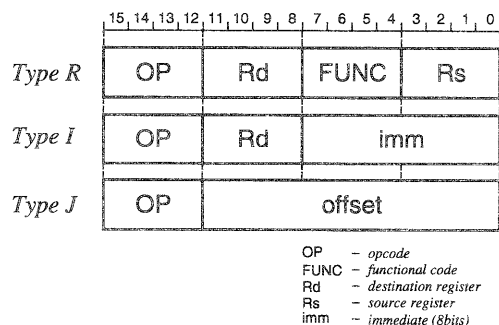 15 14 13 12 11 10 9 8 7 6 5 4 3 2 1 0
Type R OP Rd FUNC Rs
Type I OP Rd imm
Type J OP offset
OP – opcode
FUNC – functional code
Rd – destination register
Rs – source register
imm – immediate (8bits)